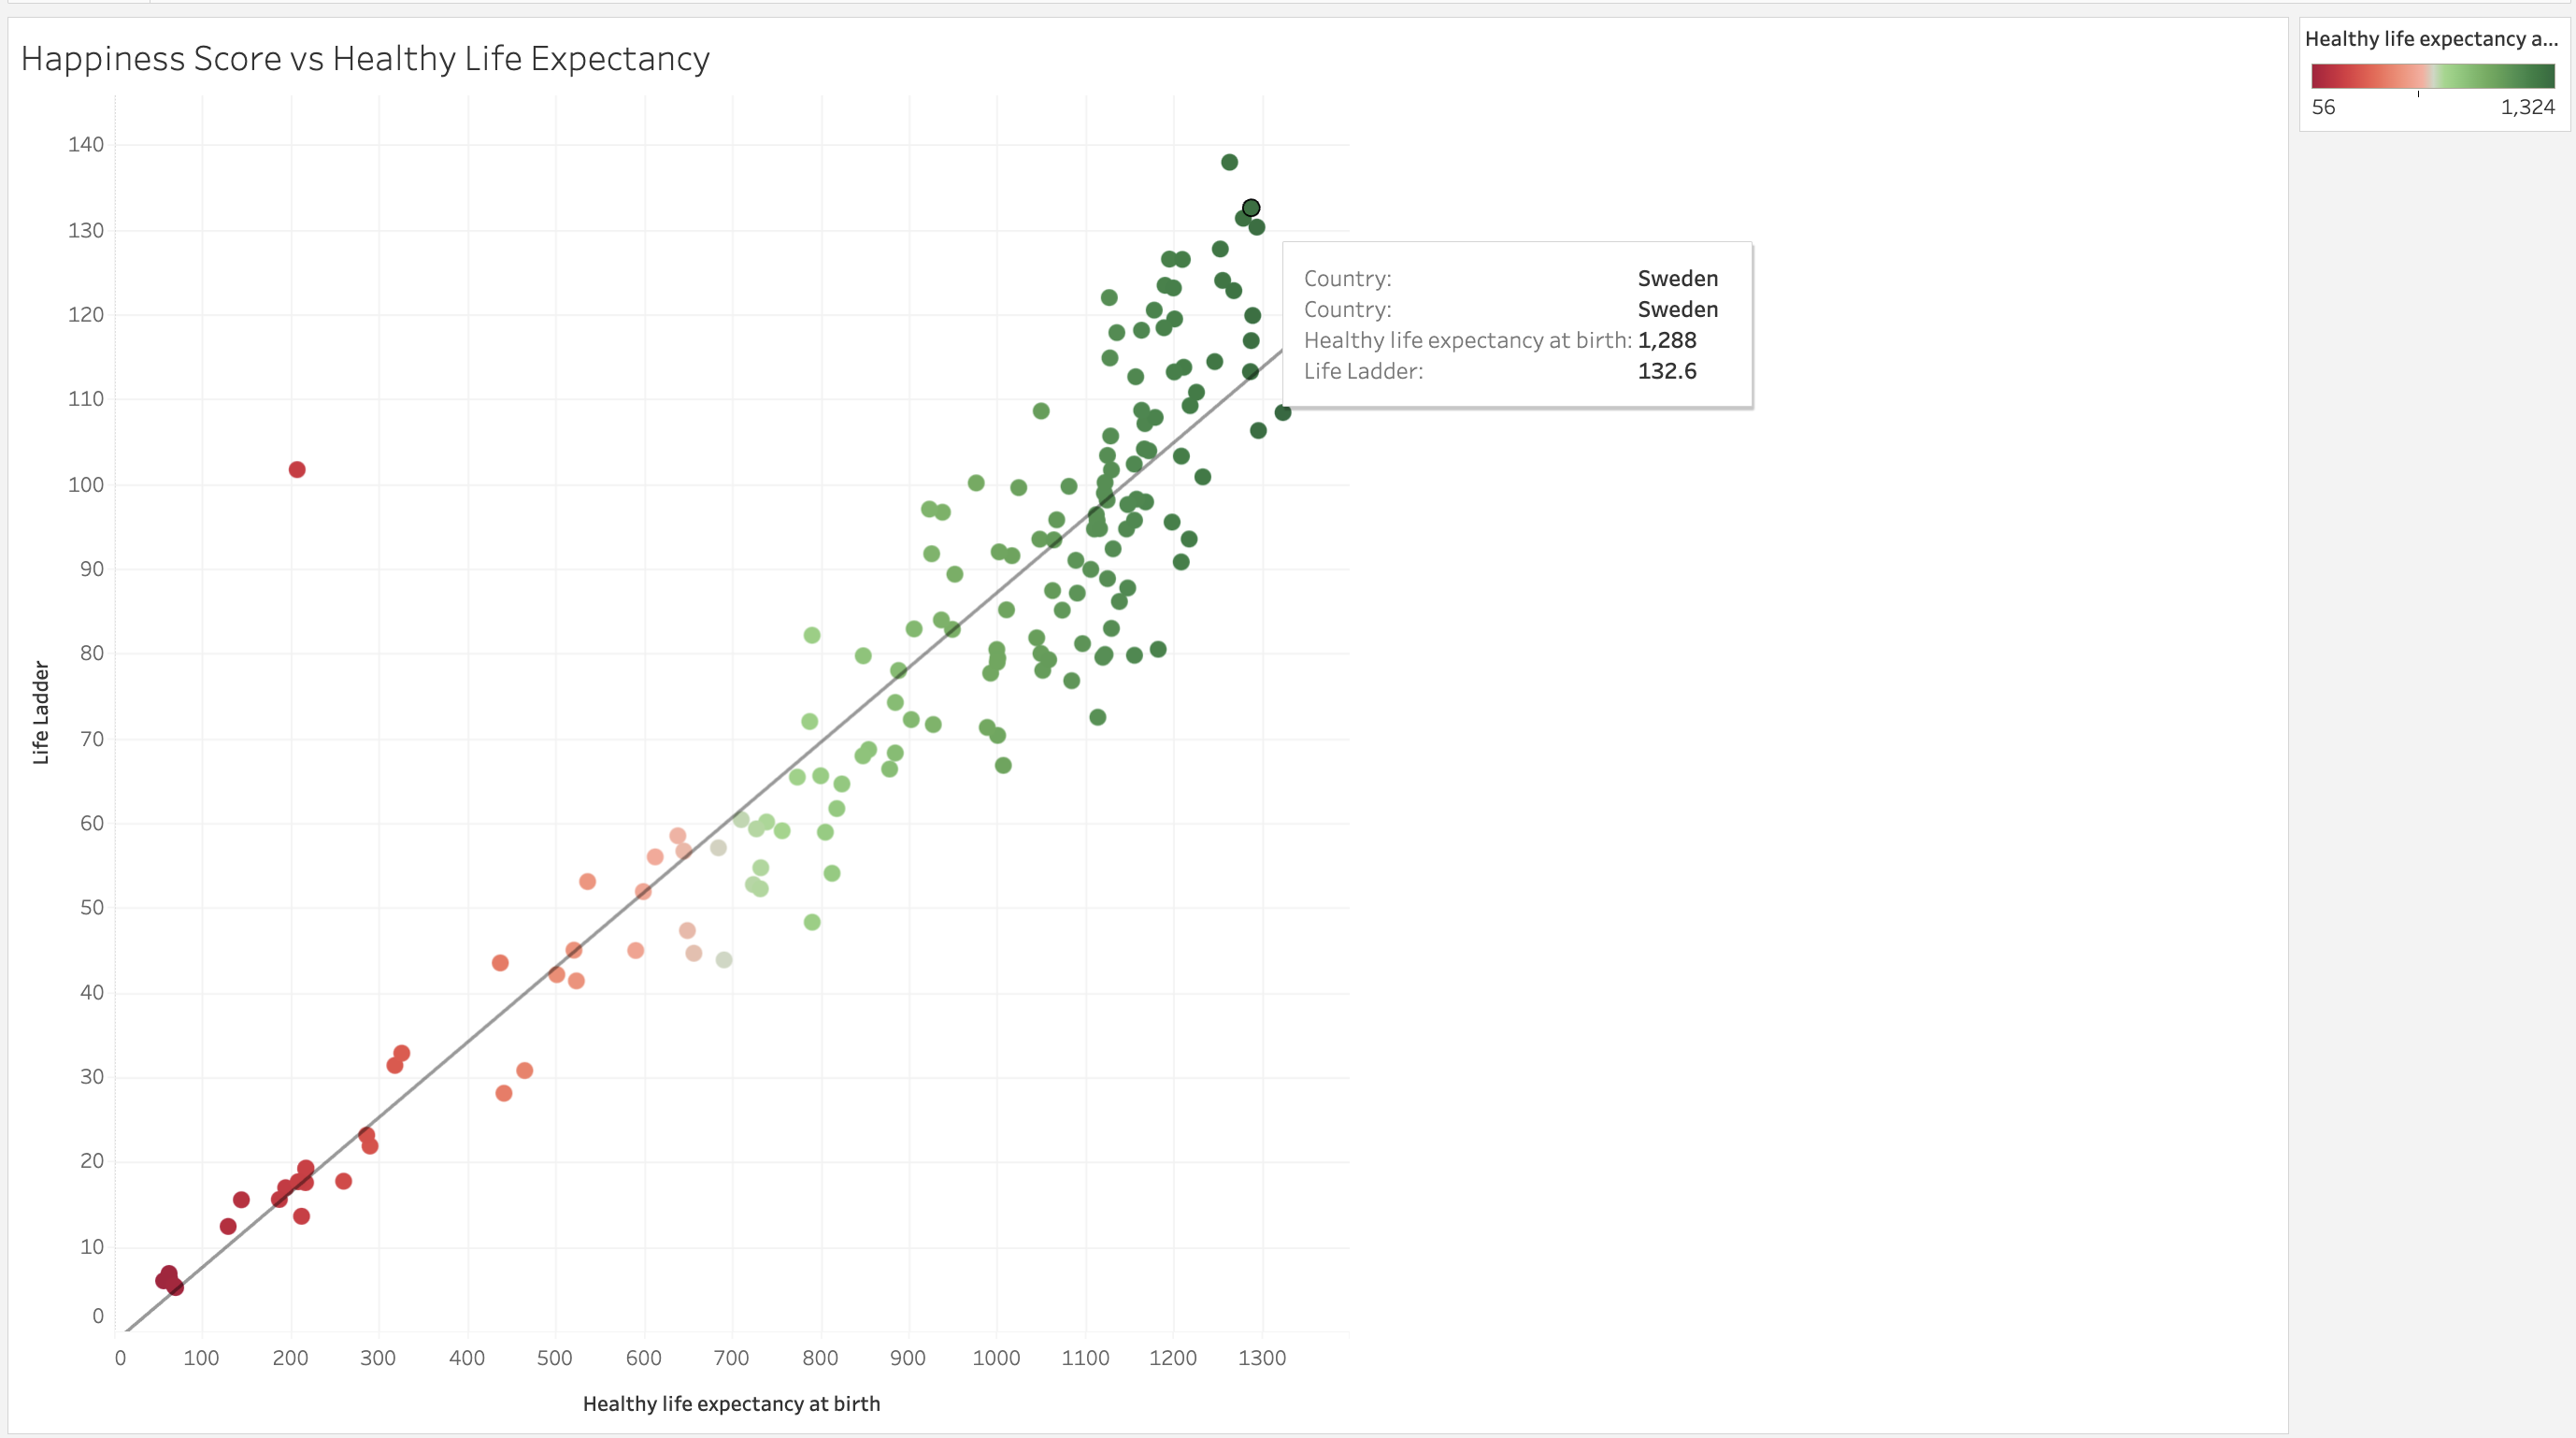 Happiness Score vs Healthy Life Expectancy
Healthy life expectancy a...
56 1,324
140
130
120
110
100
90
80
70
60
50
40
30
20
10
0
Life Ladder
Country: Sweden
Country: Sweden
Healthy life expectancy at birth: 1,288
Life Ladder: 132.6
0 100 200 300 400 500 600 700 800 900 1000 1100 1200 1300
Healthy life expectancy at birth